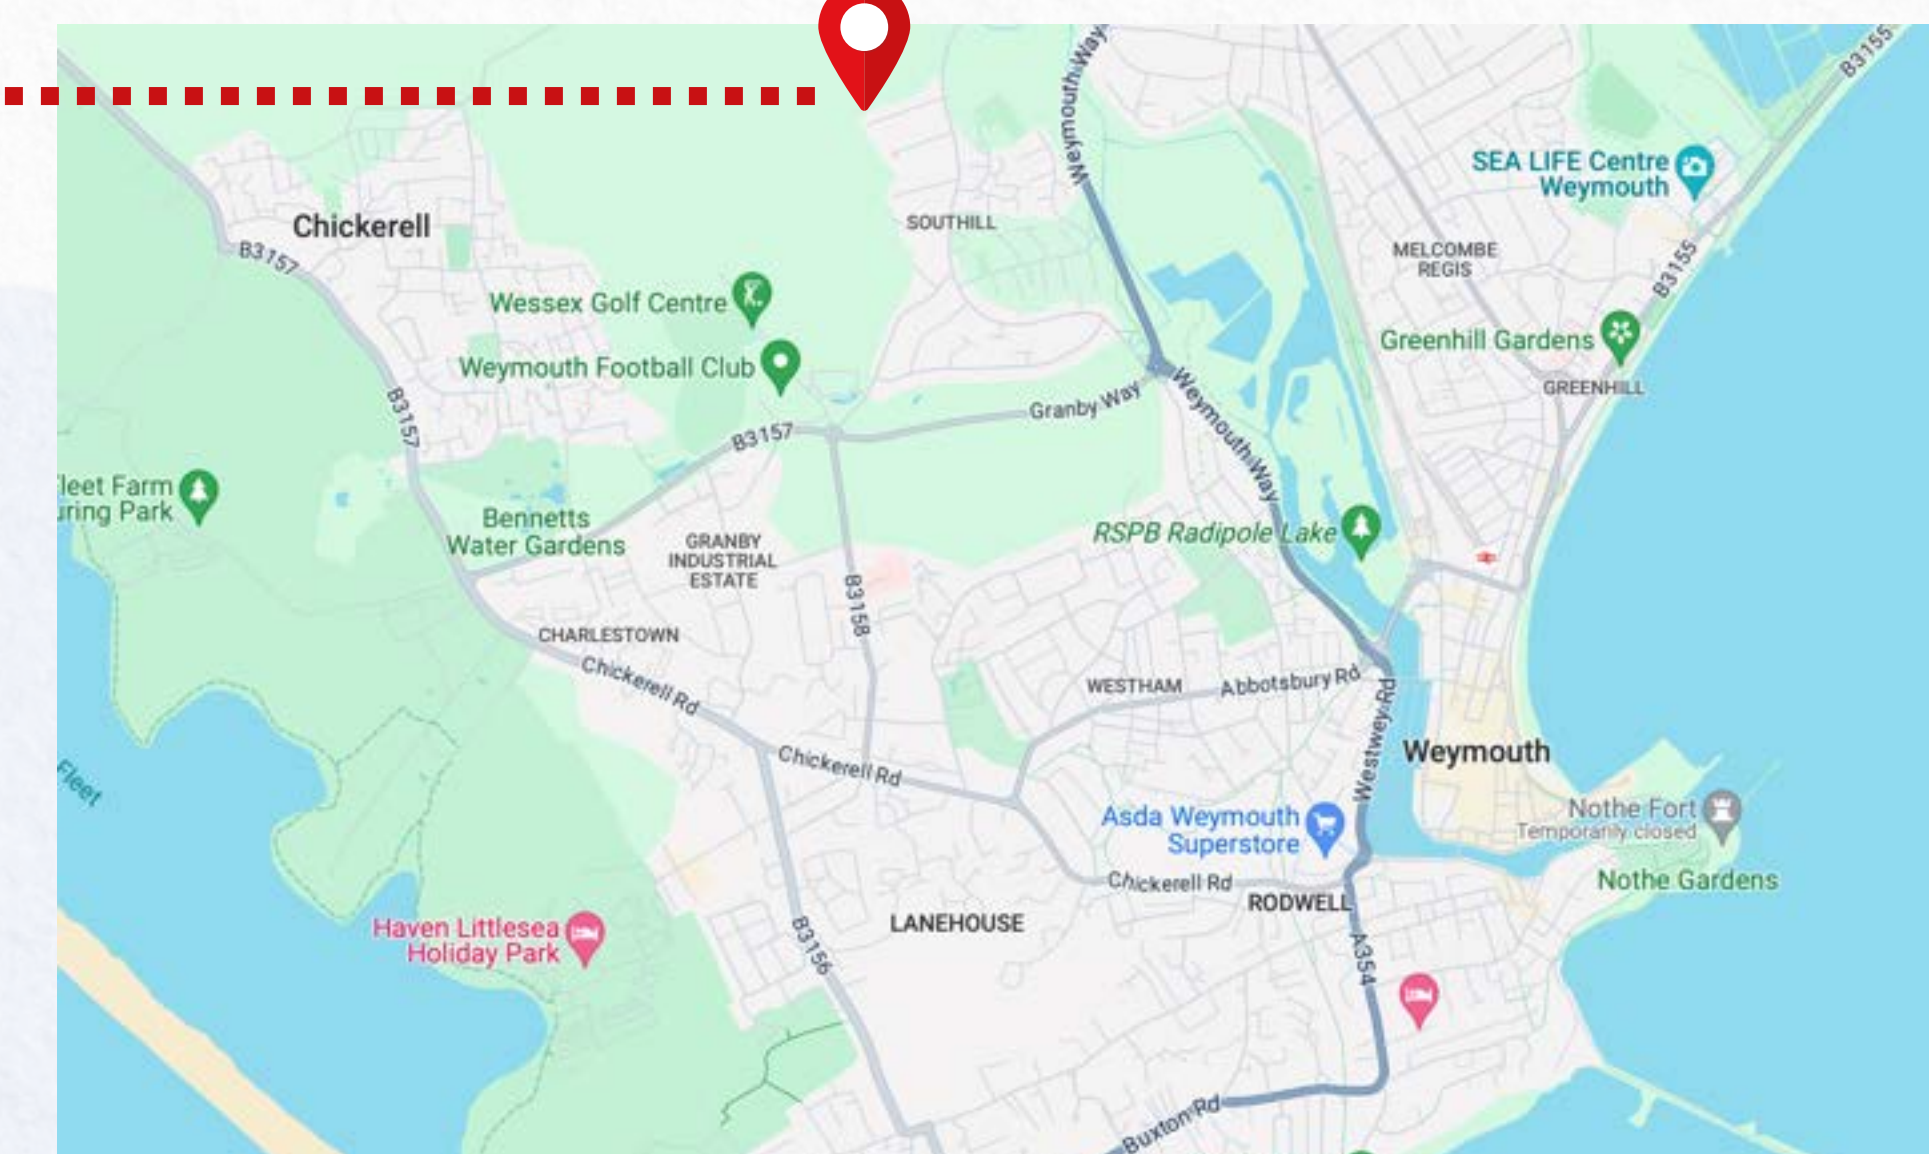 Weymouth Way
B3155
SEA LIFE Centre
Weymouth
Chickerell
SOUTHILL
MELCOMBE
REGIS
B3157
B3155
Wessex Golf Centre
Greenhill Gardens
Weymouth Football Club
GREENHILL
B3157
Granby Way
Weymouth Way
B3157
leet Farm
uring Park
Bennetts
Water Gardens
GRANBY
INDUSTRIAL
ESTATE
RSPB Radipole Lake
B3158
CHARLESTOWN
Chickerell Rd
WESTHAM
Abbotsbury Rd
Westwey Rd
Weymouth
Chickerell Rd
Fleet
Asda Weymouth
Superstore
Nothe Fort
Temporarily closed
Chickerell Rd
Nothe Gardens
RODWELL
LANEHOUSE
Haven Littlesea
Holiday Park
B3156
A354
Buxton Rd